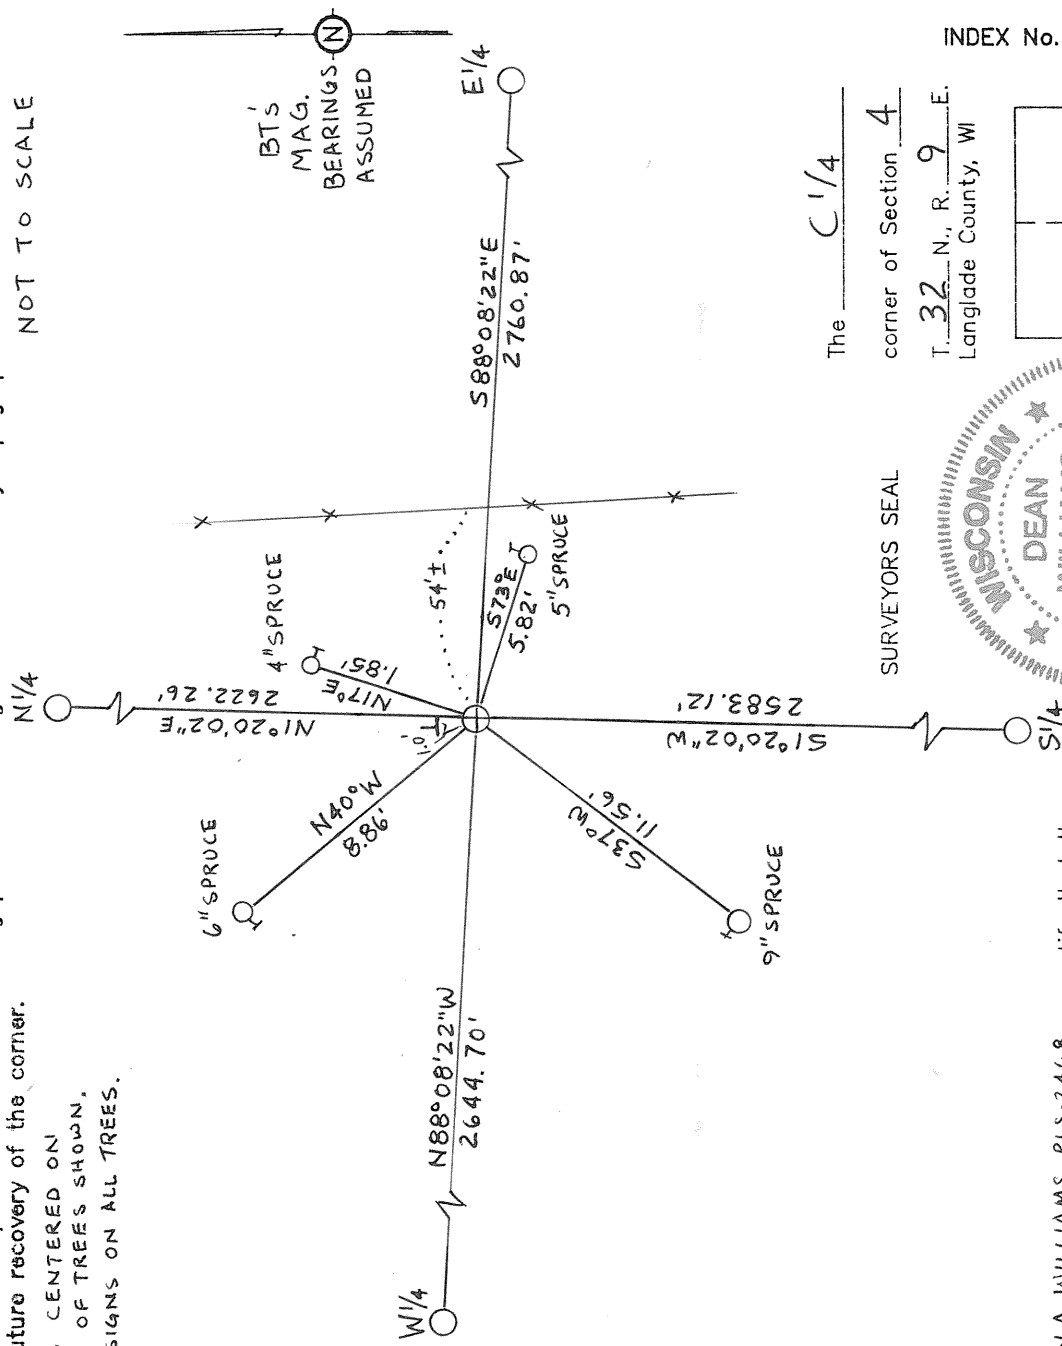 INDEX No.
NOT TO SCALE
N
BT's
MAG.
BEARINGS
ASSUMED
uture recovery of the corner.
CENTERED ON
OF TREES SHOWN.
SIGNS ON ALL TREES.
N1/4
N1°20'02"E
2622.26'
E1/4
S88°08'22"E
2760.87'
4" SPRUCE
N17°E
1.85'
54'±
S73°E
5.82'
5" SPRUCE
6" SPRUCE
N40°W
8.86'
1.0'
W1/4
N88°08'22"W
2644.70'
9" SPRUCE
S37°W
11.56'
S1°20'02"W
2583.12'
S1/4
The C1/4
corner of Section 4
T. 32 N., R. 9 E.
Langlade County, WI
SURVEYORS SEAL
WISCONSIN
DEAN
A. WILLIAMS